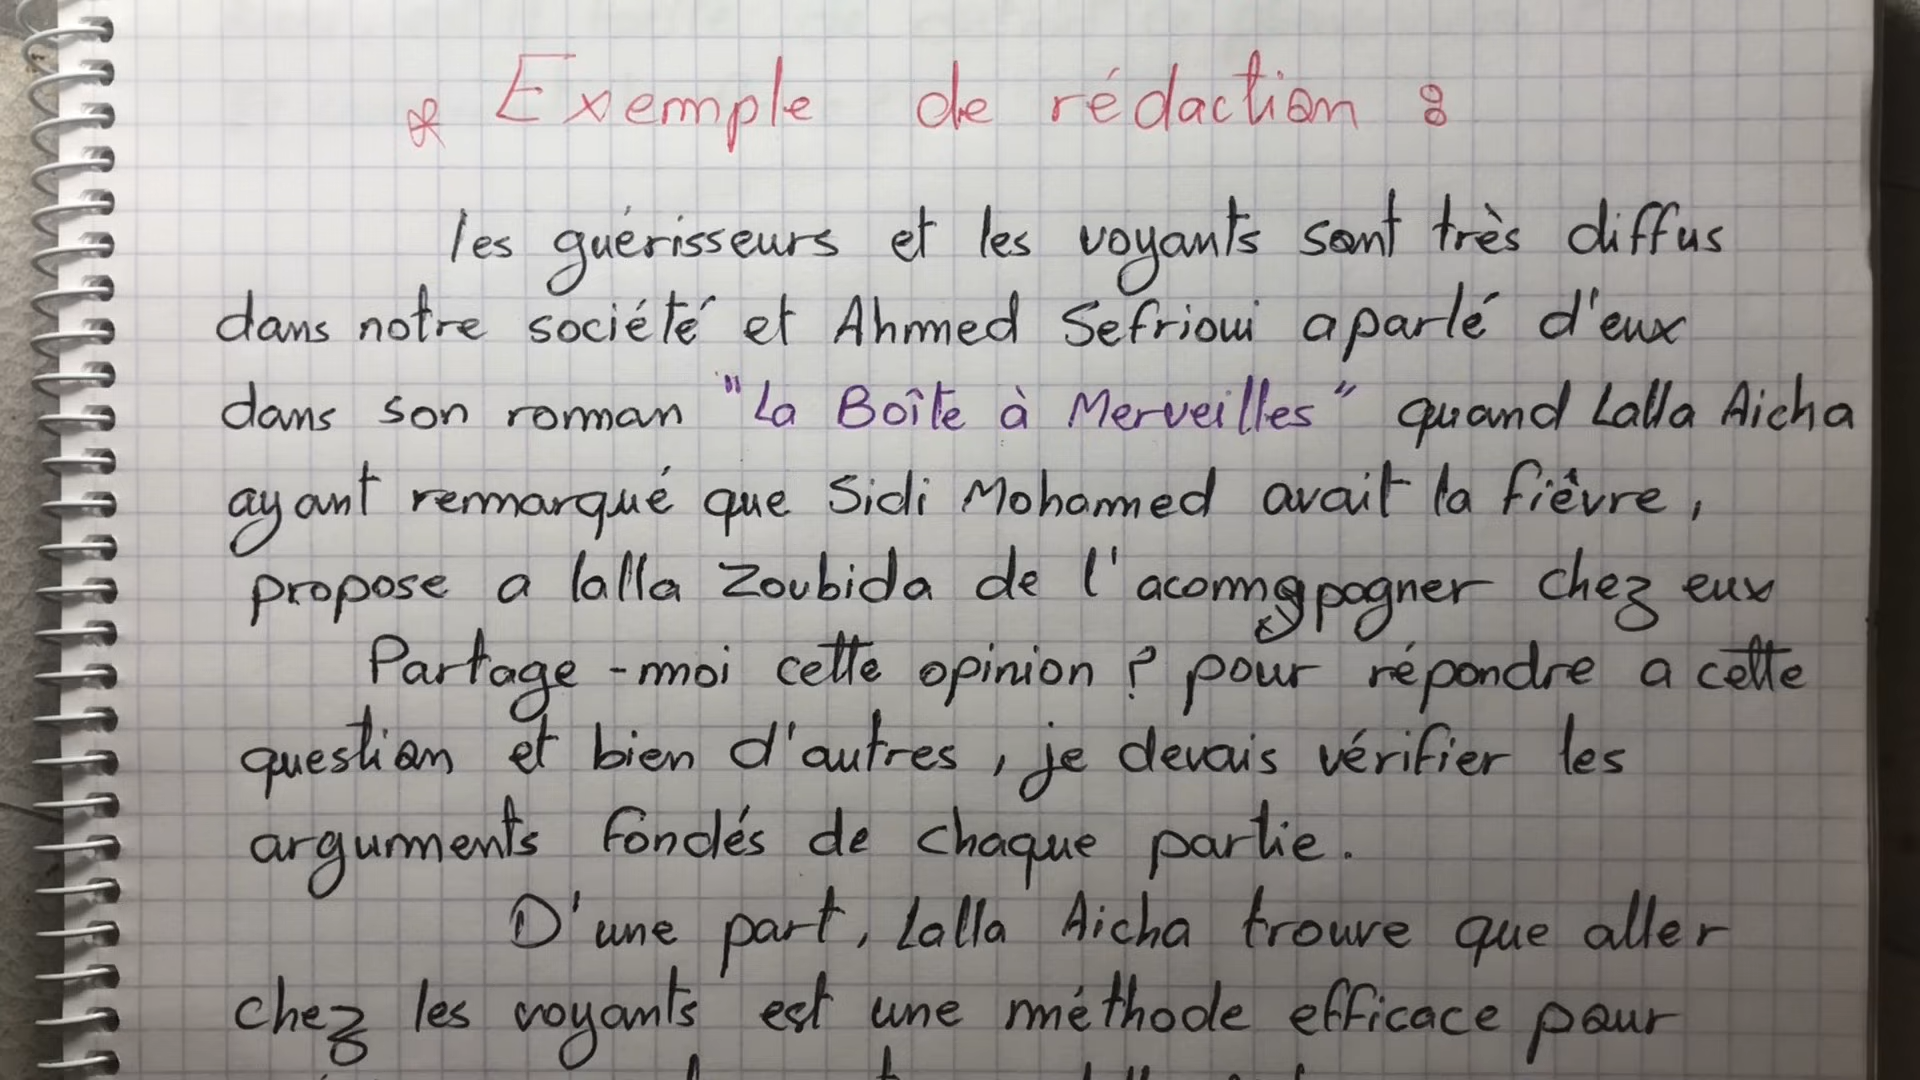 * Exemple de rédaction :
les guérisseurs et les voyants sont très diffus
dans notre société et Ahmed Sefrioui a parlé d'eux
dans son roman "La Boîte à Merveilles" quand Lalla Aicha
ayant remarqué que Sidi Mohamed avait la fiêvre,
propose a lalla Zoubida de l'acompagner chez eux
Partage-moi cette opinion ? pour répondre a cette
question et bien d'autres, je devais vérifier les
arguments fondés de chaque partie.
D'une part, Lalla Aicha trouve que aller
chez les voyants est une méthode efficace pour